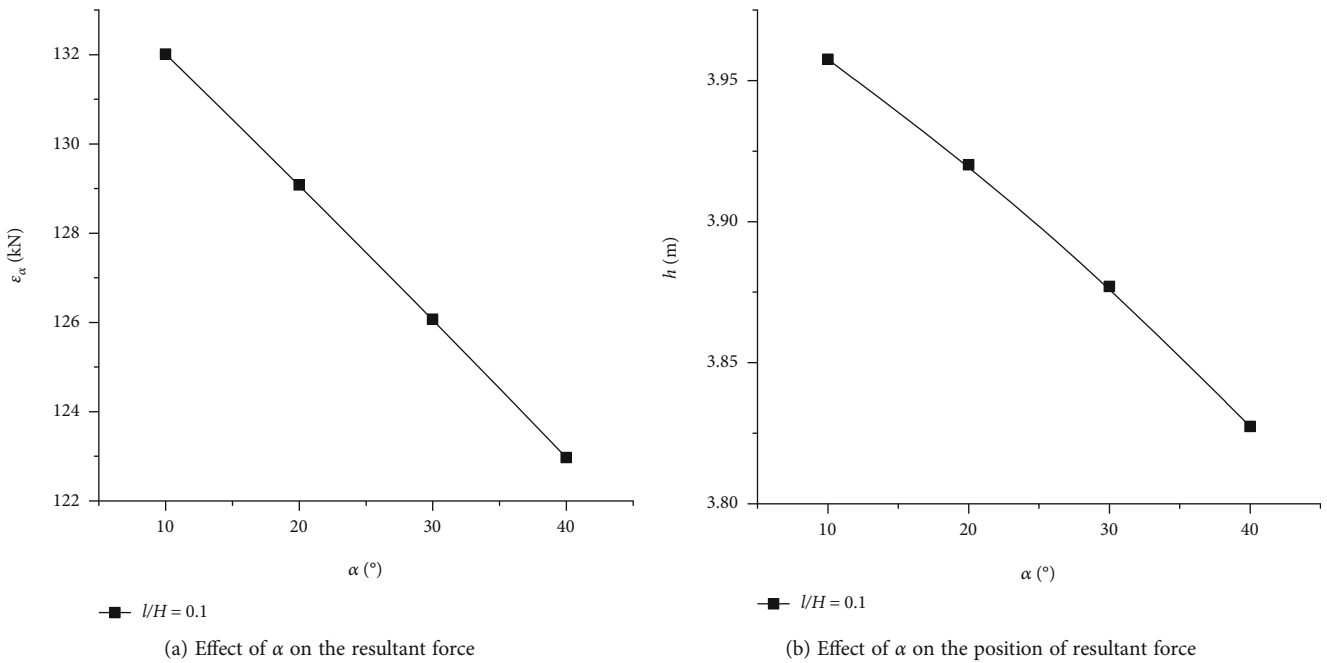 132
130
128
126
124
122
εα (kN)
10 20 30 40
α (°)
l/H = 0.1
(a) Effect of α on the resultant force
3.95
3.90
3.85
3.80
h (m)
10 20 30 40
α (°)
l/H = 0.1
(b) Effect of α on the position of resultant force